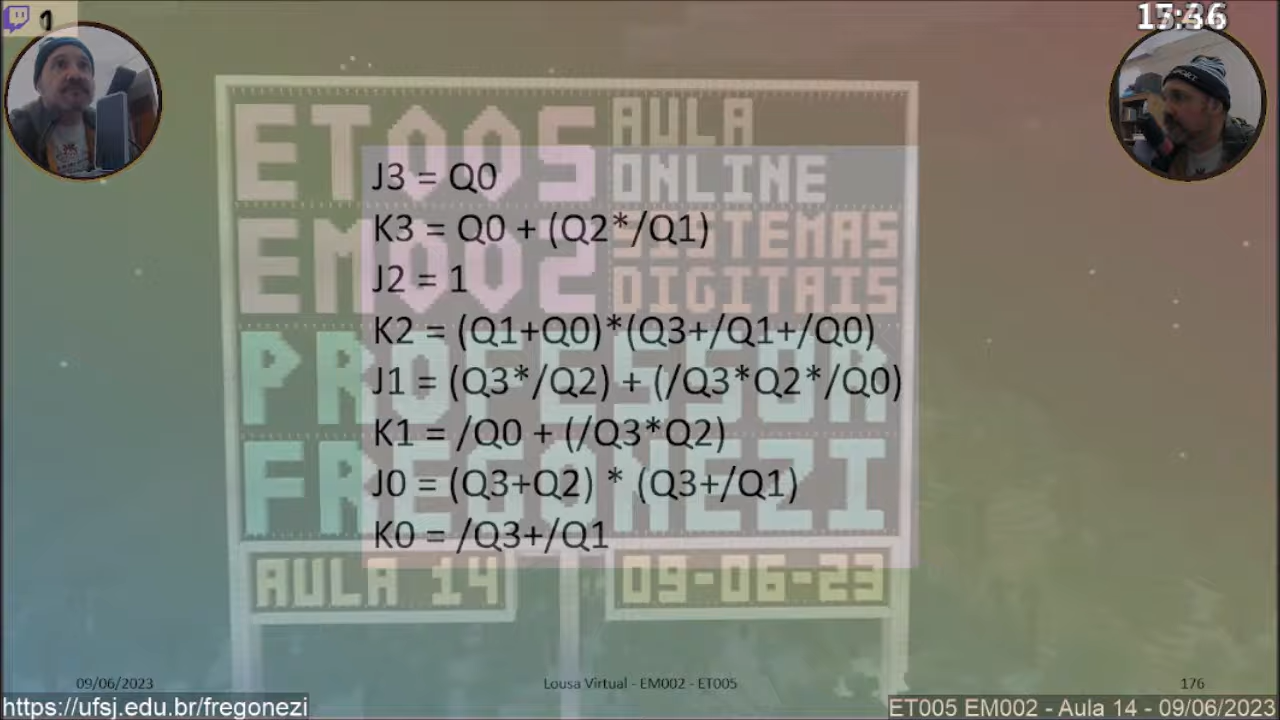 1
J3 = Q0
K3 = Q0 + (Q2*/Q1)
J2 = 1
K2 = (Q1+Q0)*(Q3+/Q1+/Q0)
J1 = (Q3*/Q2) + (/Q3*Q2*/Q0)
K1 = /Q0 + (/Q3*Q2)
J0 = (Q3+Q2) * (Q3+/Q1)
K0 = /Q3+/Q1
ET005
EM002
AULA
ONLINE
SISTEMAS
DIGITAIS
PROFESSOR
FREGONEZI
AULA 14
09-06-23
09/06/2023
Lousa Virtual - EM002 - ET005
176
https://ufsj.edu.br/fregonezi
ET005 EM002 - Aula 14 - 09/06/2023